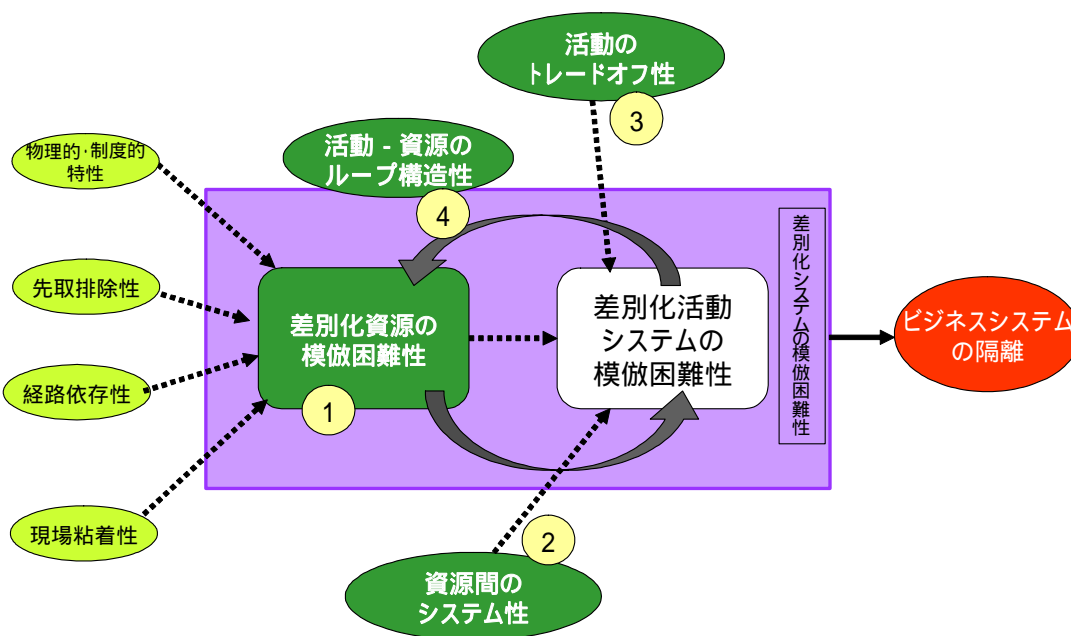 活動の
トレードオフ性
3
物理的・制度的
特性
活動 - 資源の
ループ構造性
4
先取排除性
差別化資源の
模倣困難性
1
差別化活動
システムの
模倣困難性
差別化システムの模倣困難性
ビジネスシステム
の隔離
経路依存性
現場粘着性
2
資源間の
システム性